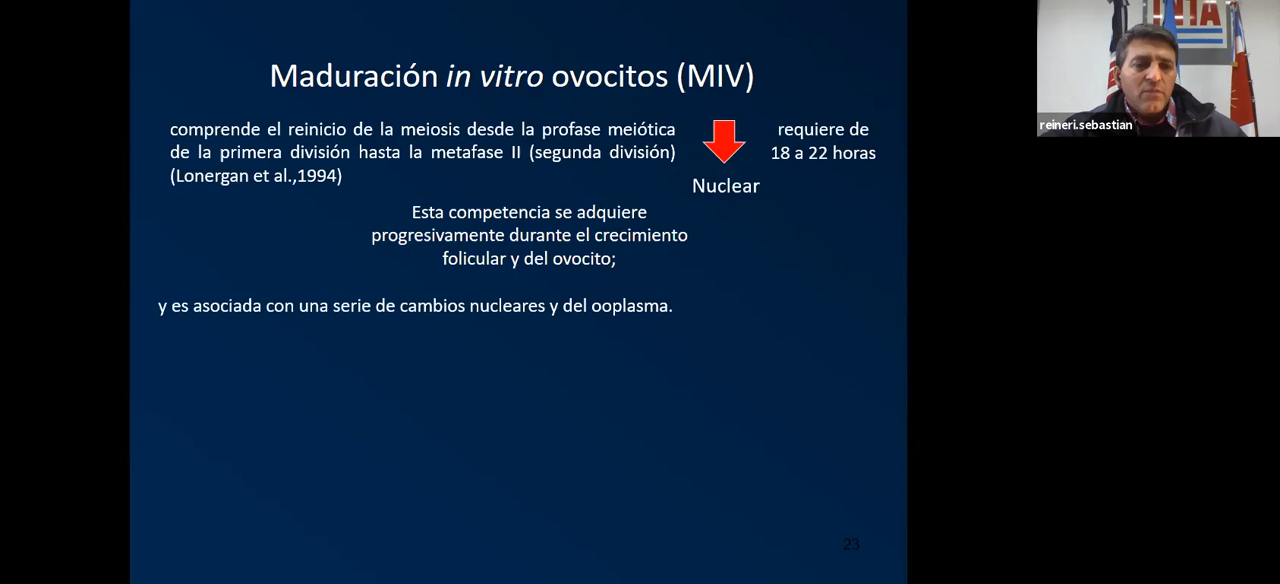 Maduración in vitro ovocitos (MIV)
comprende el reinicio de la meiosis desde la profase meiótica
de la primera división hasta la metafase II (segunda división)
(Lonergan et al.,1994)
requiere de
18 a 22 horas
Nuclear
Esta competencia se adquiere
progresivamente durante el crecimiento
folicular y del ovocito;
y es asociada con una serie de cambios nucleares y del ooplasma.
23
INTA
reineri.sebastian